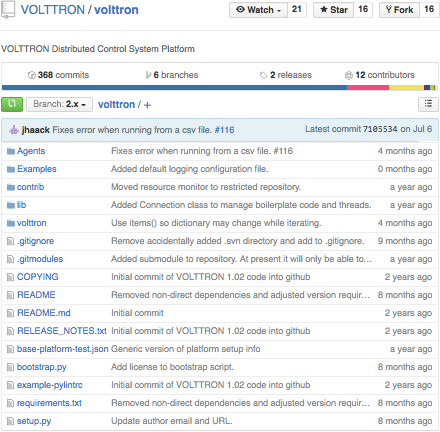 VOLTTRON / volttron Watch 21 Star 16 Fork 16
VOLTTRON Distributed Control System Platform
368 commits 6 branches 2 releases 12 contributors
Branch: 2.x volttron / +
jhaack Fixes error when running from a csv file. #116 Latest commit 7105534 on Jul 6
Agents Fixes error when running from a csv file. #116 4 months ago
Examples Added default logging configuration file. 0 months ago
contrib Moved resource monitor to restricted repository. a year ago
lib Added Connection class to manage boilerplate code and threads. a year ago
volttron Use items() so dictionary may change while iterating. 4 months ago
.gitignore Remove accidentally added .svn directory and add to .gitignore. 9 months ago
.gitmodules Added submodule to repository. At present it will only be able to... a year ago
COPYING Initial commit of VOLTTRON 1.02 code into github 2 years ago
README Removed non-direct dependencies and adjusted version requir... 8 months ago
README.md Initial commit 2 years ago
RELEASE_NOTES.txt Initial commit of VOLTTRON 1.02 code into github 2 years ago
base-platform-test.json Generic version of platform setup info a year ago
bootstrap.py Add license to bootstrap script. 8 months ago
example-pylintrc Initial commit of VOLTTRON 1.02 code into github 2 years ago
requirements.txt Removed non-direct dependencies and adjusted version requir... 8 months ago
setup.py Update author email and URL. 8 months ago